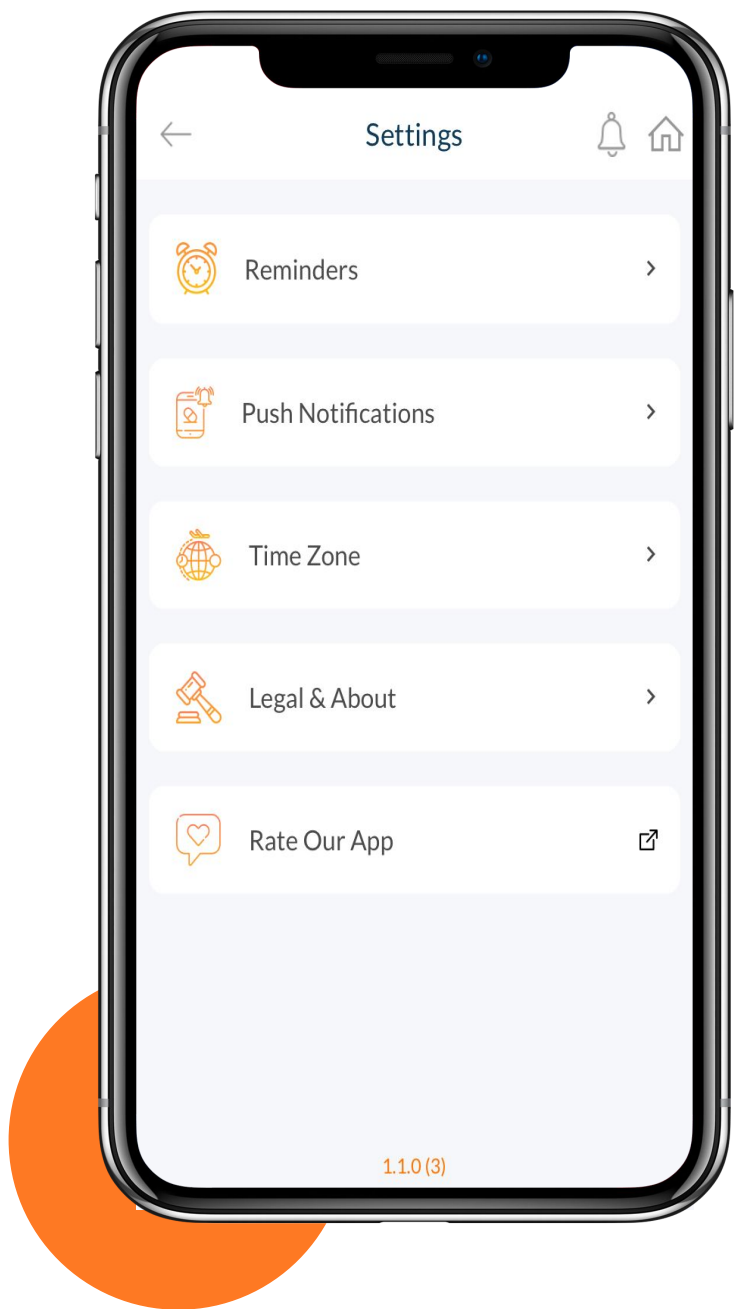 Settings
Reminders
Push Notifications
Time Zone
Legal & About
Rate Our App
1.1.0 (3)